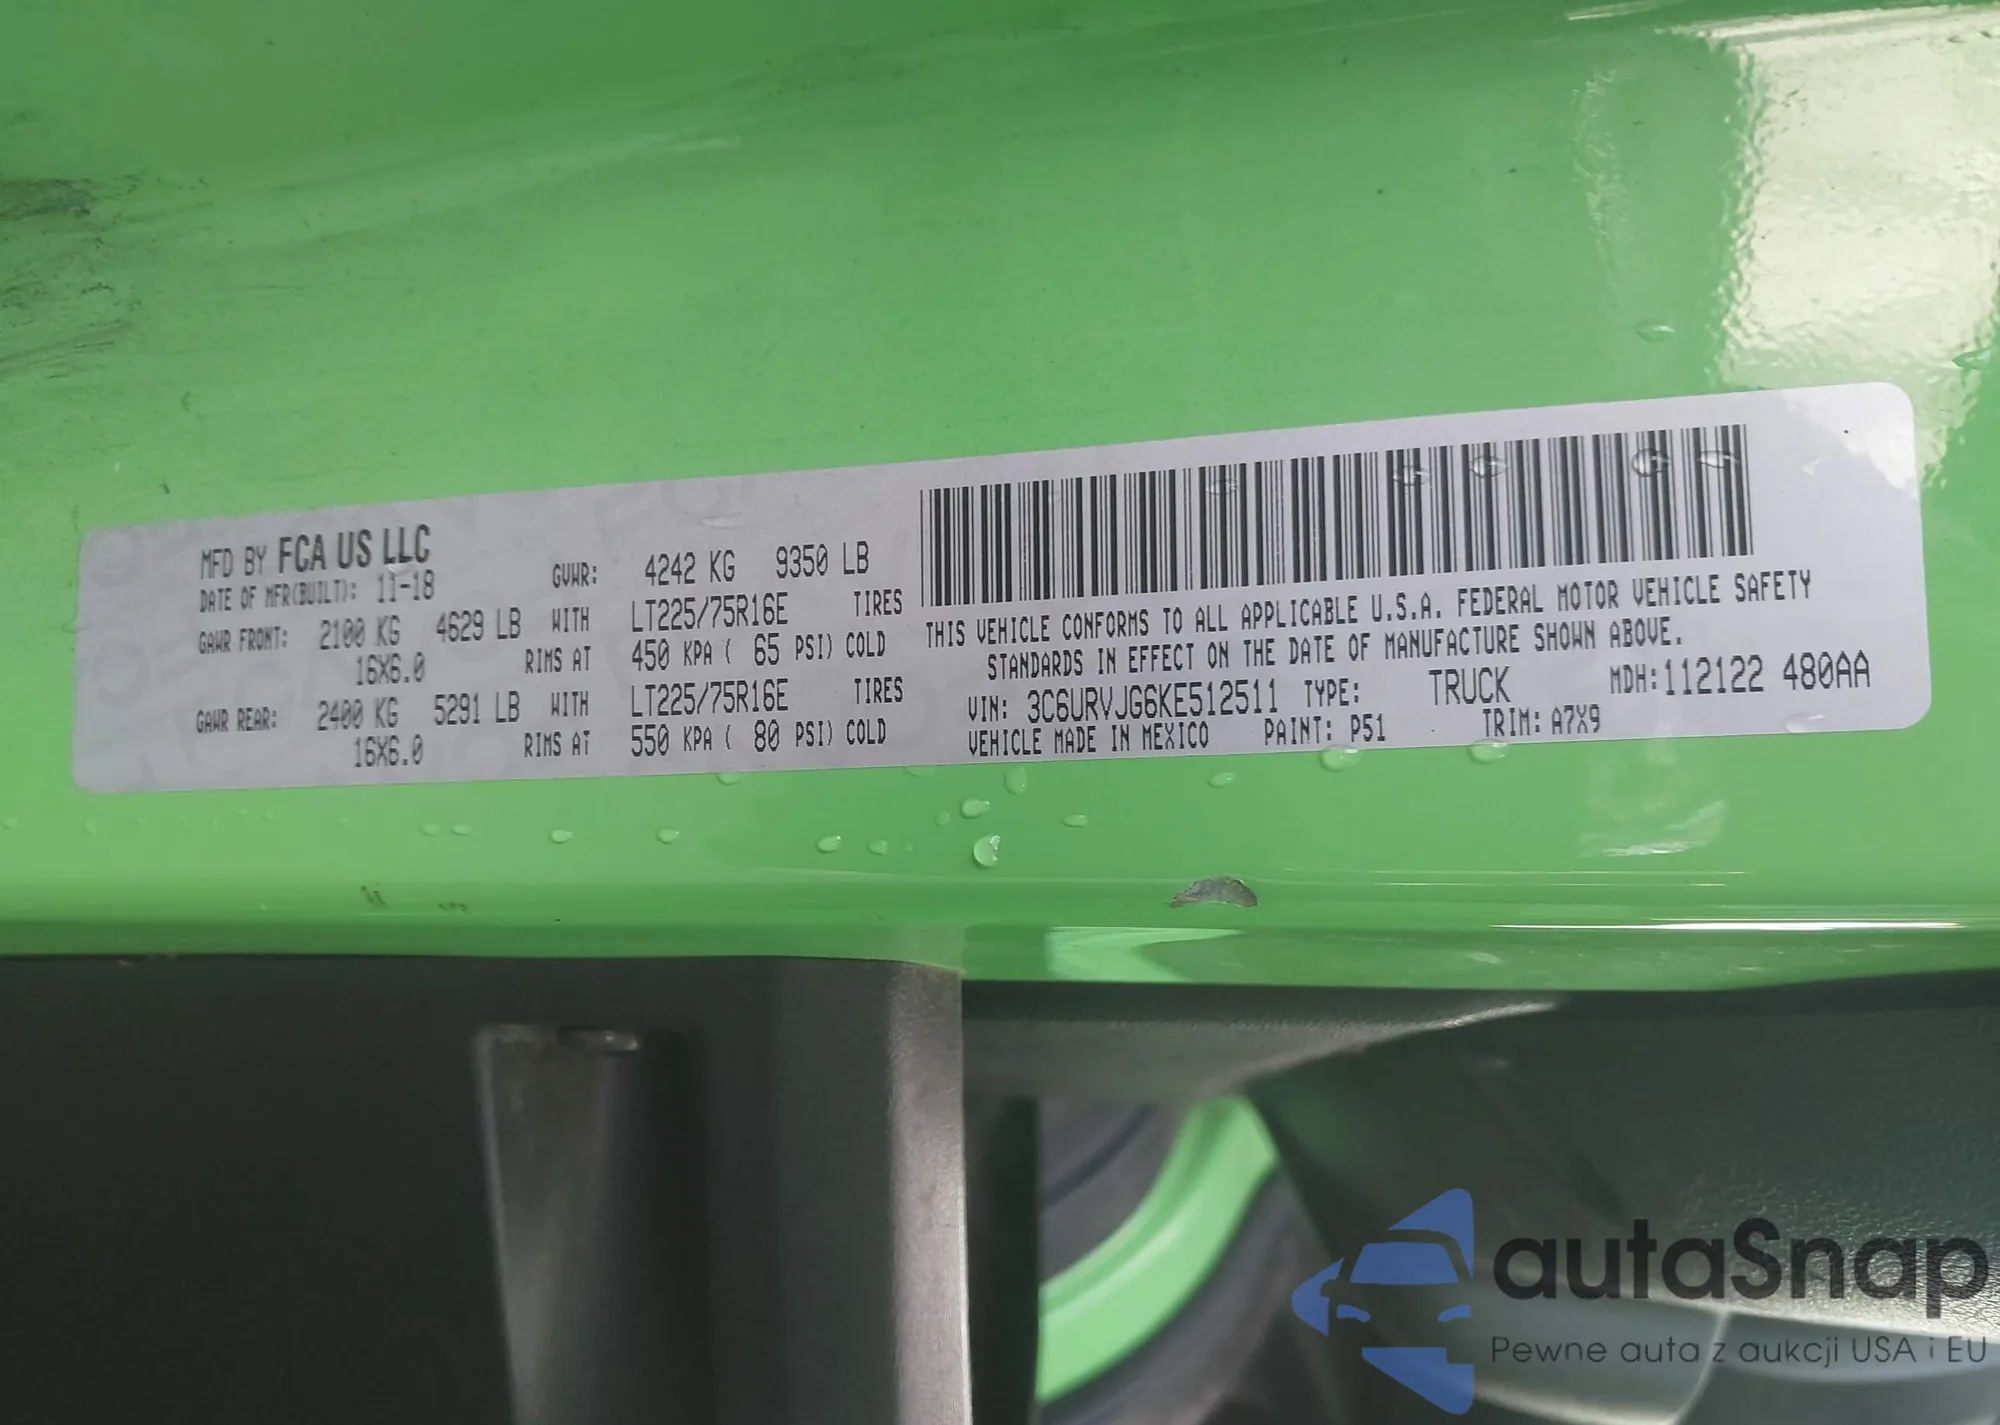 MFD BY FCA US LLC
DATE OF MFR(BUILT): 11-18
GVWR: 4242 KG 9350 LB
GAWR FRONT: 2100 KG 4629 LB WITH LT225/75R16E TIRES
16X6.0 RIMS AT 450 KPA ( 65 PSI) COLD
GAWR REAR: 2400 KG 5291 LB WITH LT225/75R16E TIRES
16X6.0 RIMS AT 550 KPA ( 80 PSI) COLD
THIS VEHICLE CONFORMS TO ALL APPLICABLE U.S.A. FEDERAL MOTOR VEHICLE SAFETY
STANDARDS IN EFFECT ON THE DATE OF MANUFACTURE SHOWN ABOVE.
VIN: 3C6URVJG6KE512511 TYPE: TRUCK MDH:112122 480AA
VEHICLE MADE IN MEXICO PAINT: P51 TRIM: A7X9
autaSnap
Pewne auta z aukcji USA i EU